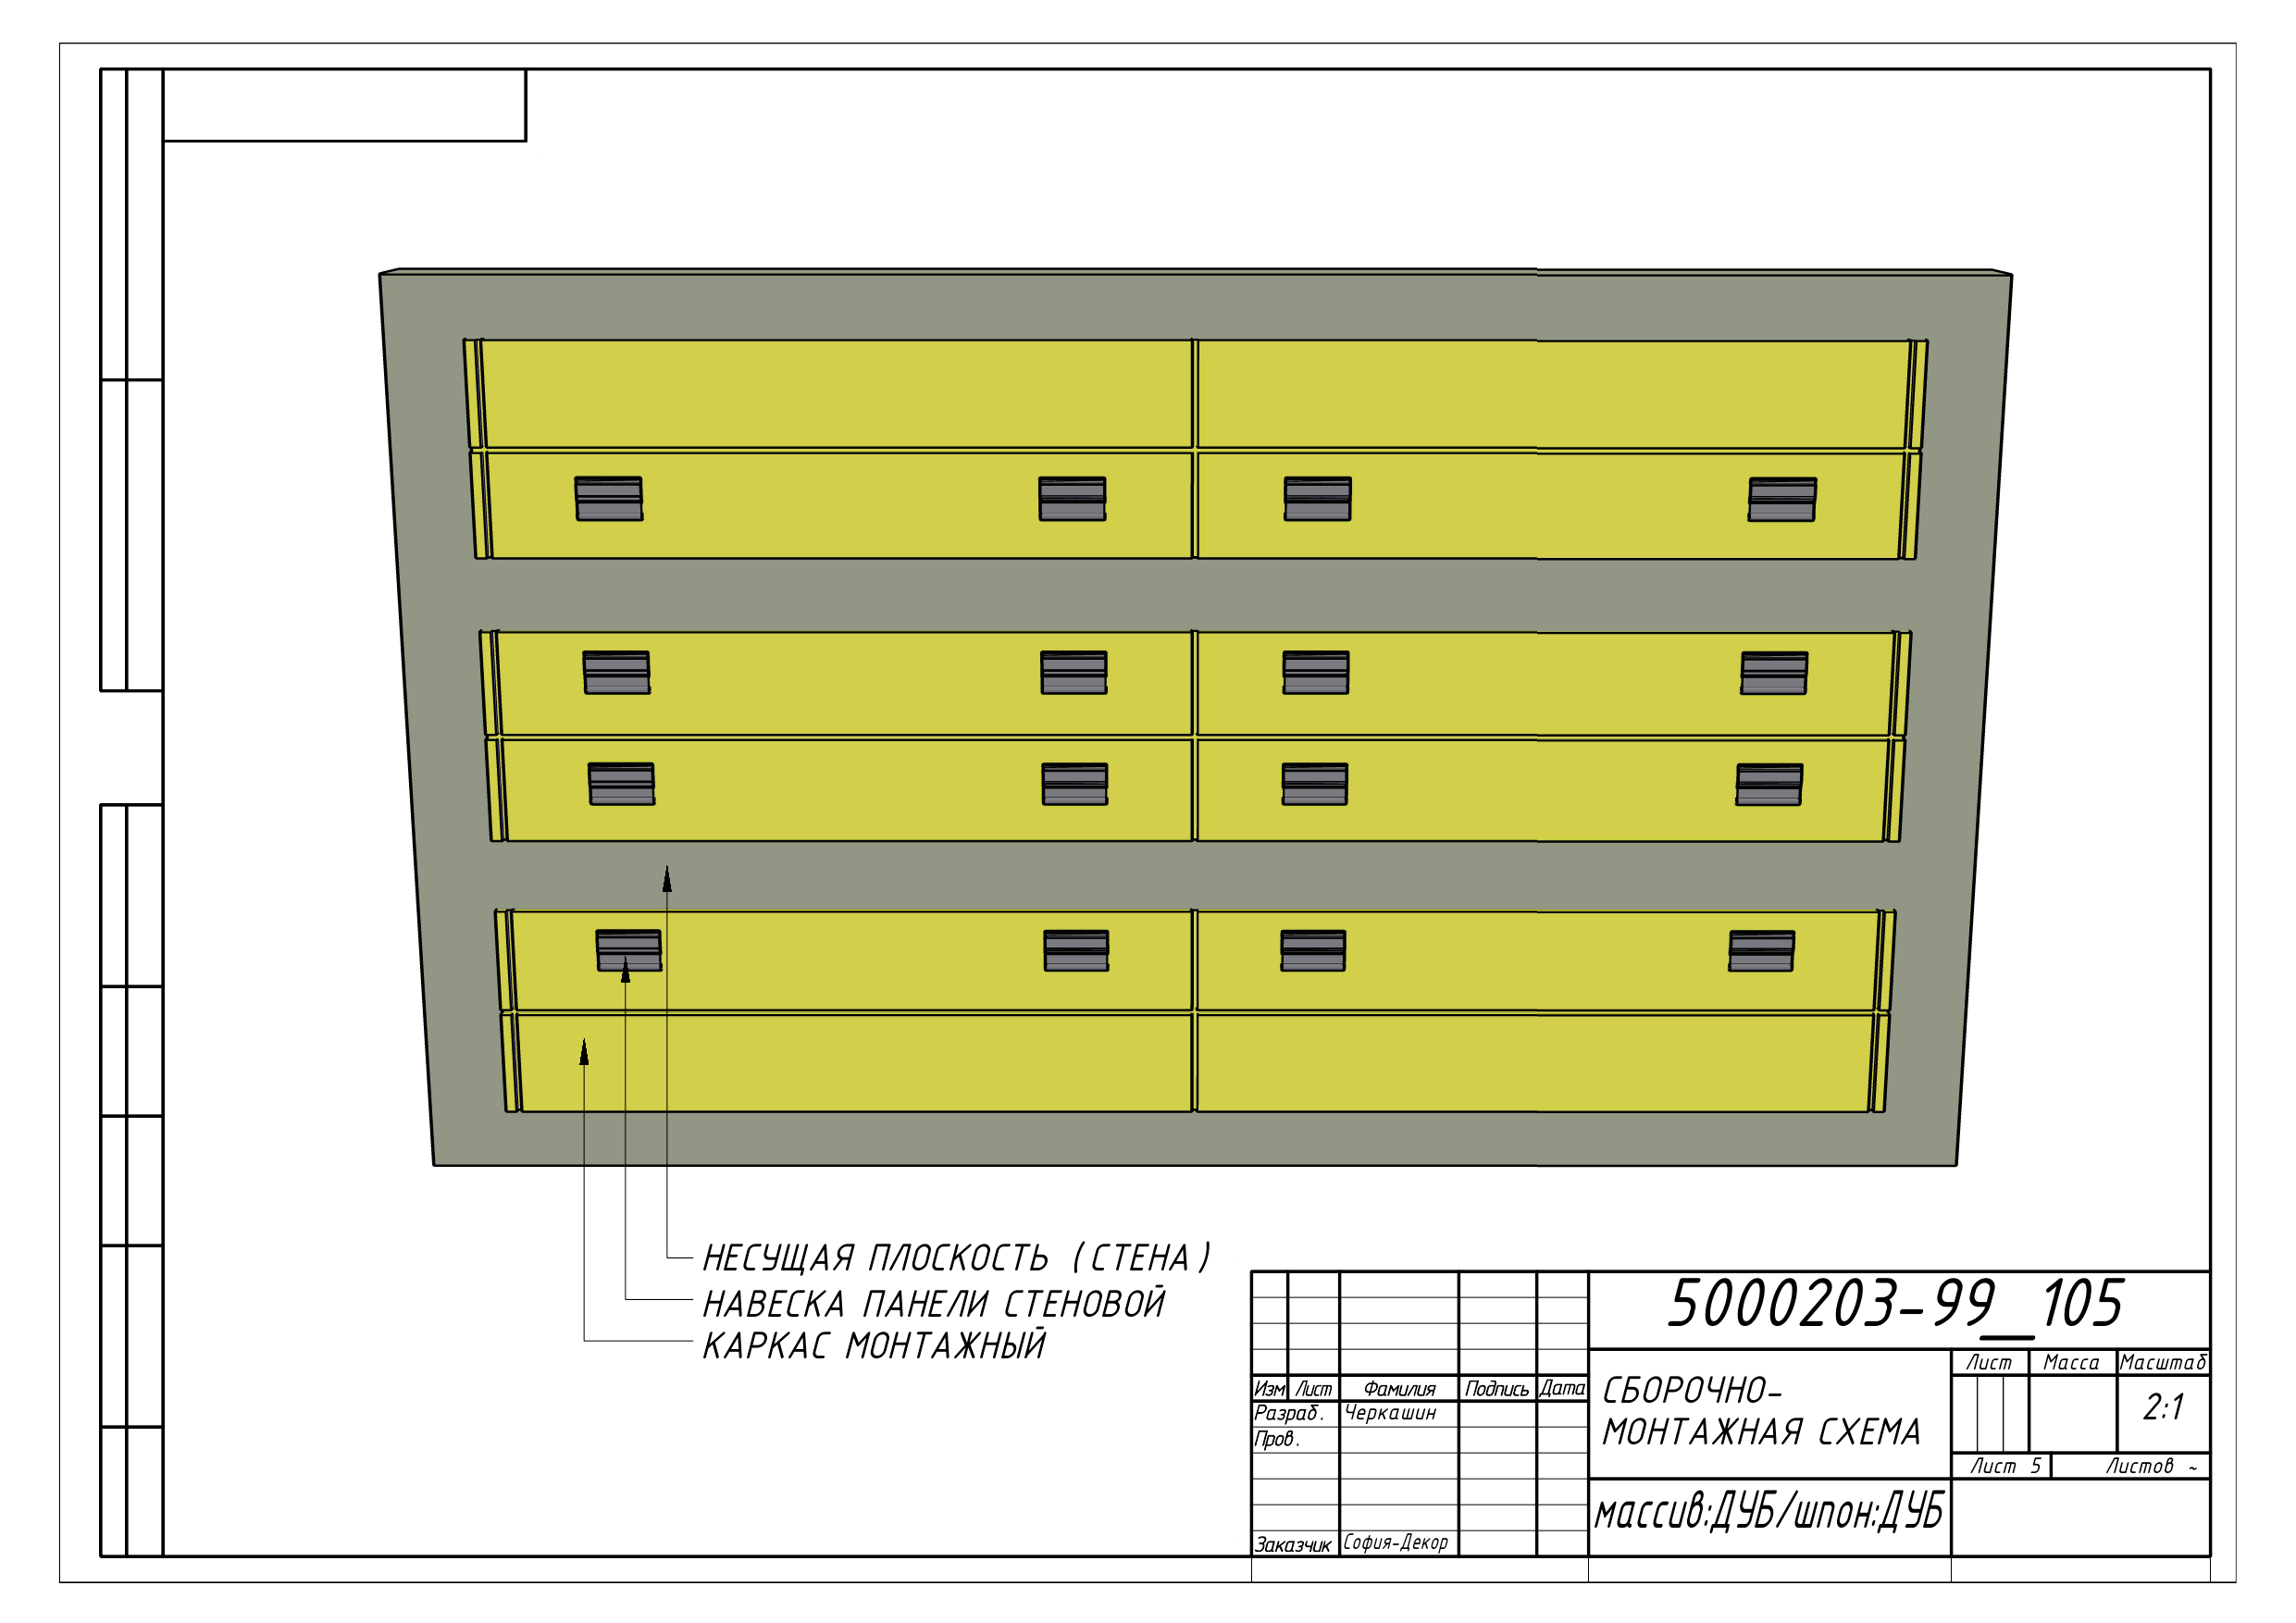 НЕСУЩАЯ ПЛОСКОСТЬ (СТЕНА)
НАВЕСКА ПАНЕЛИ СТЕНОВОЙ
КАРКАС МОНТАЖНЫЙ
5000203-99_105
Изм Лист Фамилия Подпись Дата
Разраб. Черкашин
Пров.
Заказчик София-Декор
СБОРОЧНО-
МОНТАЖНАЯ СХЕМА
Лист Масса Масштаб
2:1
Лист 5 Листов ~
массив:ДУБ/шпон:ДУБ